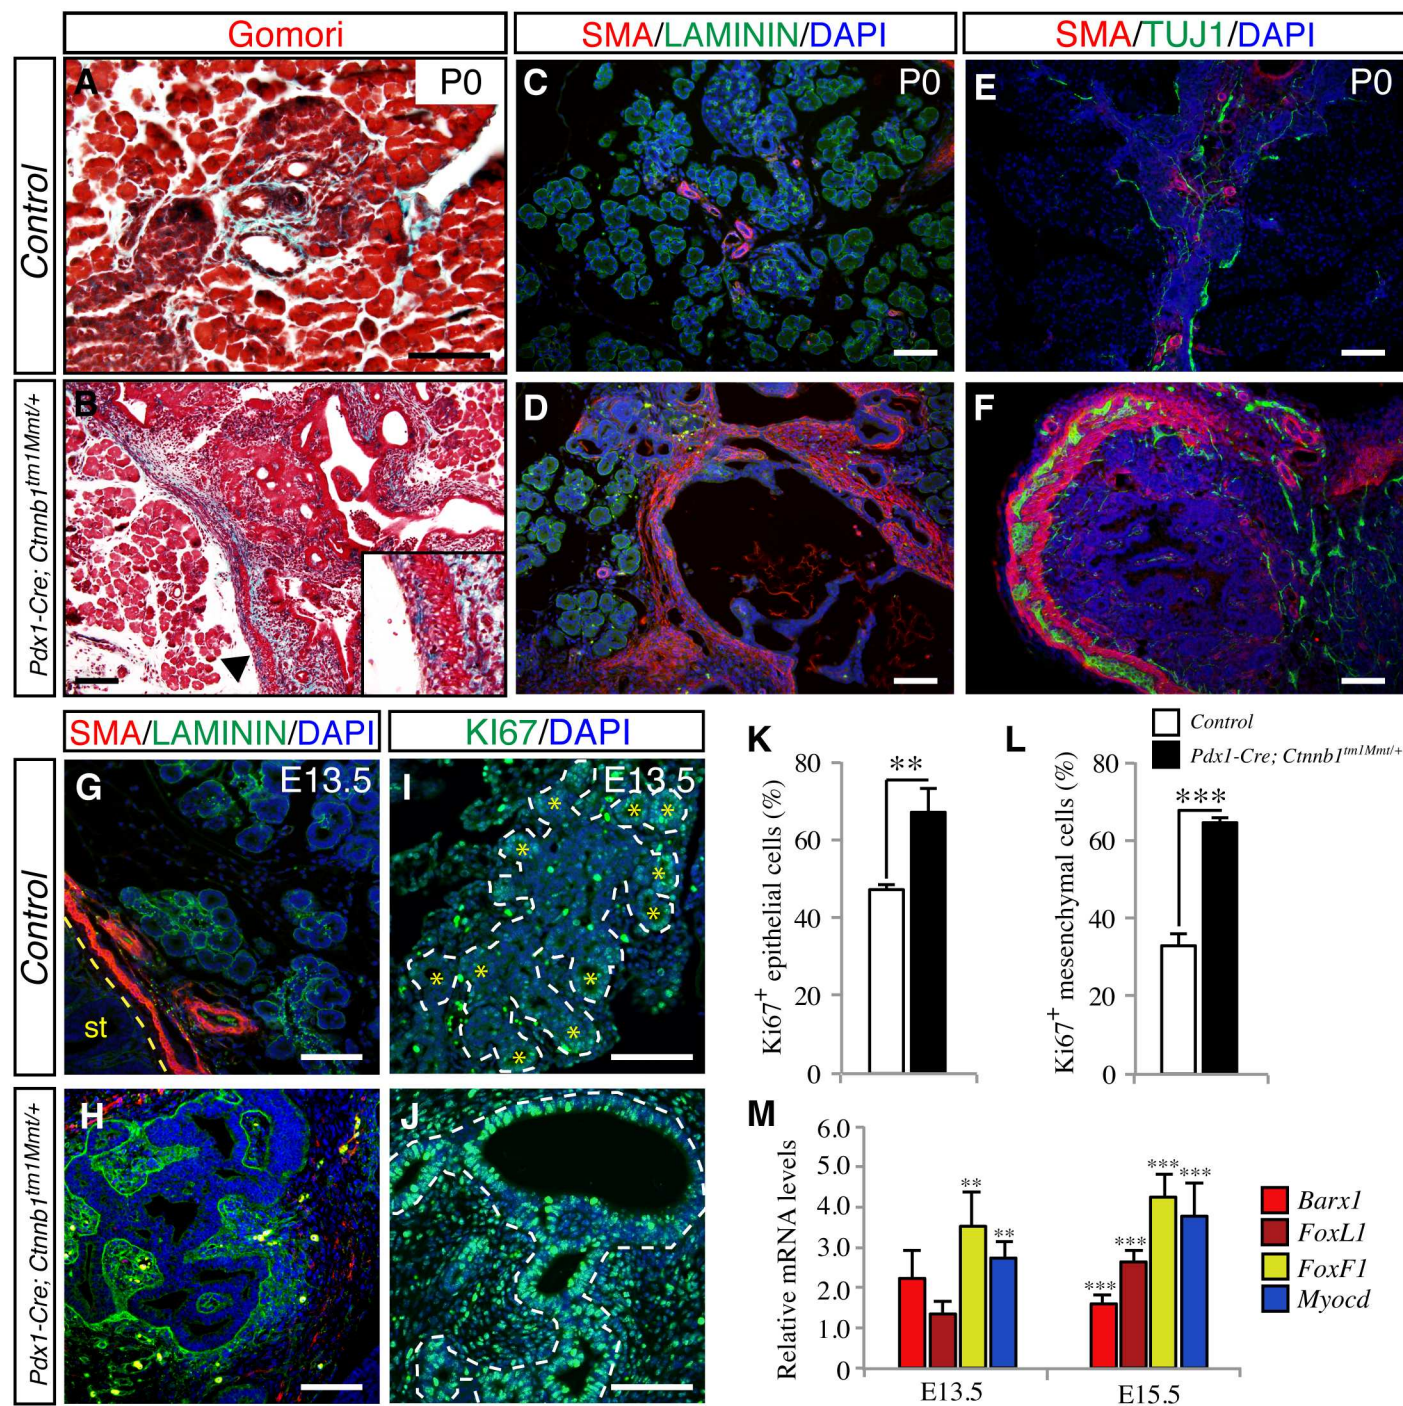 Gomori
SMA/LAMININ/DAPI
SMA/TUJ1/DAPI
Control
A
P0
C
P0
E
P0
Pdx1-Cre; Ctnnb1tm1Mmt/+
B
D
F
SMA/LAMININ/DAPI
KI67/DAPI
Control
G
E13.5
st
I
E13.5
* * * * * * * * * * *
Pdx1-Cre; Ctnnb1tm1Mmt/+
H
J
K
Ki67+ epithelial cells (%)
80
60
40
20
0
**
L
Control
Pdx1-Cre; Ctnnb1tm1Mmt/+
Ki67+ mesenchymal cells (%)
80
60
40
20
0
***
M
Relative mRNA levels
6.0
5.0
4.0
3.0
2.0
1.0
0
** **
*** *** *** ***
E13.5
E15.5
Barx1
FoxL1
FoxF1
Myocd